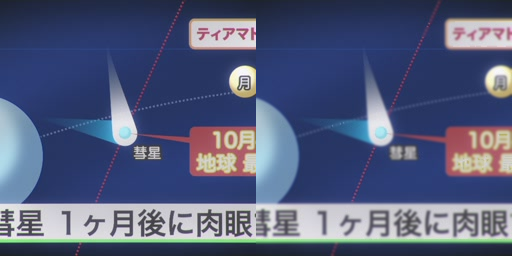 ティアマト
月
彗星
10月
地球 最
彗星 1ヶ月後に肉眼
ティアマト
月
彗星
10月
地球 最
彗星 1ヶ月後に肉眼